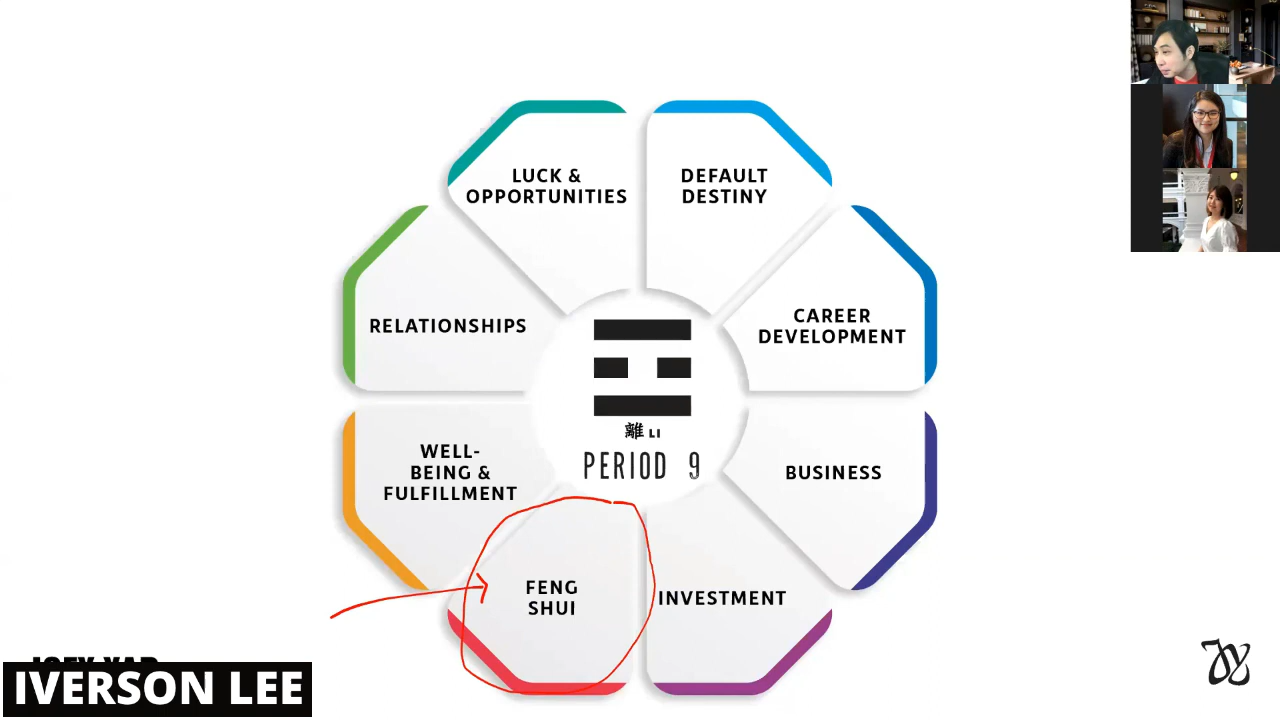 LUCK &
OPPORTUNITIES
DEFAULT
DESTINY
RELATIONSHIPS
CAREER
DEVELOPMENT
離 LI
PERIOD 9
WELL-
BEING &
FULFILLMENT
BUSINESS
FENG
SHUI
INVESTMENT
IVERSON LEE